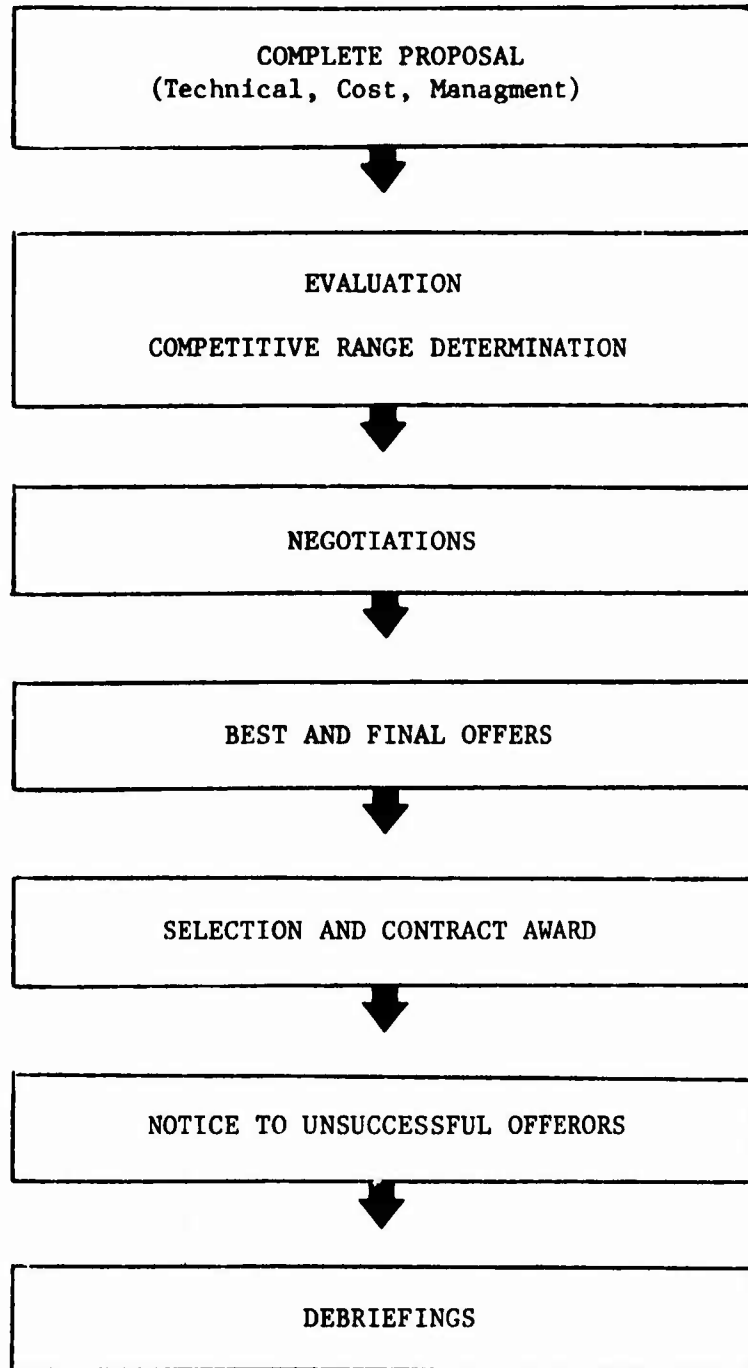 COMPLETE PROPOSAL
(Technical, Cost, Managment)
EVALUATION
COMPETITIVE RANGE DETERMINATION
NEGOTIATIONS
BEST AND FINAL OFFERS
SELECTION AND CONTRACT AWARD
NOTICE TO UNSUCCESSFUL OFFERORS
DEBRIEFINGS